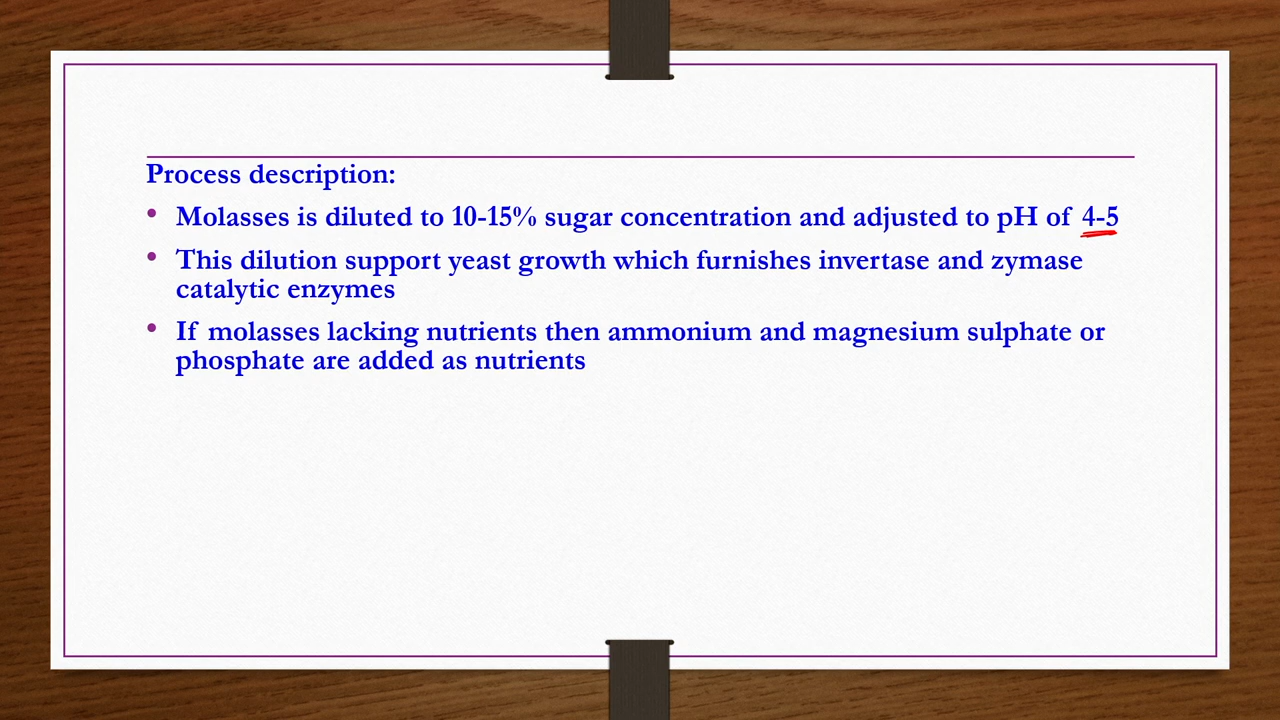 Process description:
• Molasses is diluted to 10-15% sugar concentration and adjusted to pH of 4-5
• This dilution support yeast growth which furnishes invertase and zymase
catalytic enzymes
• If molasses lacking nutrients then ammonium and magnesium sulphate or
phosphate are added as nutrients